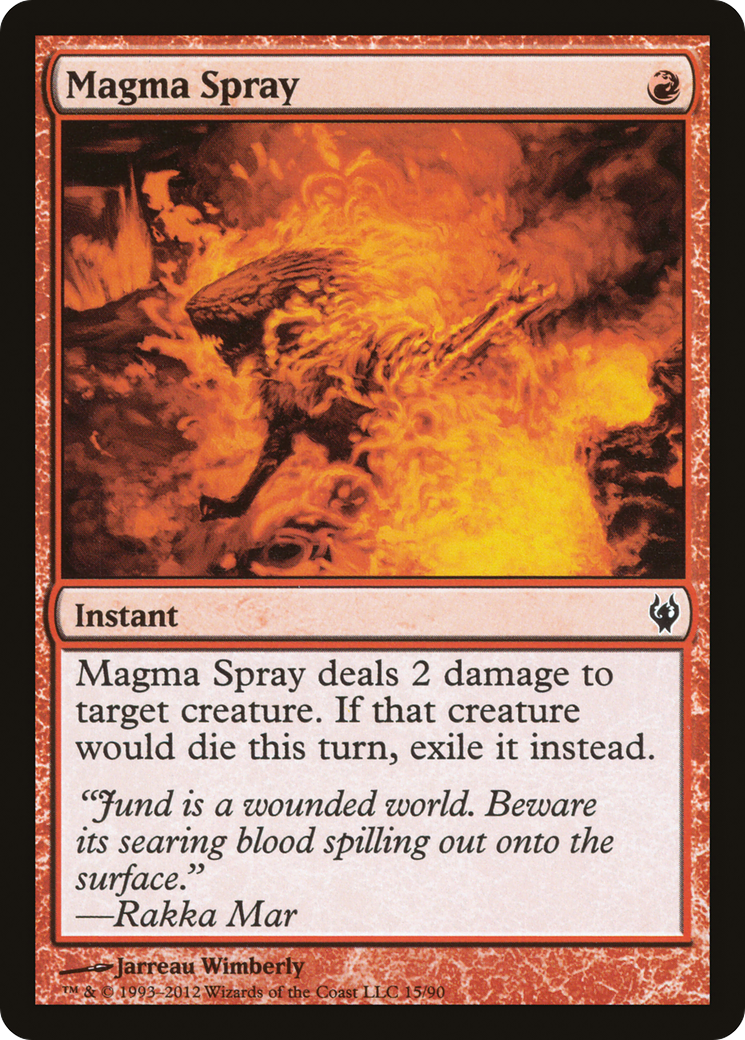 Magma Spray
Instant
Magma Spray deals 2 damage to
target creature. If that creature
would die this turn, exile it instead.
“Jund is a wounded world. Beware
its searing blood spilling out onto the
surface.”
—Rakka Mar
Jarreau Wimberly
™ & © 1993–2012 Wizards of the Coast LLC 15/90